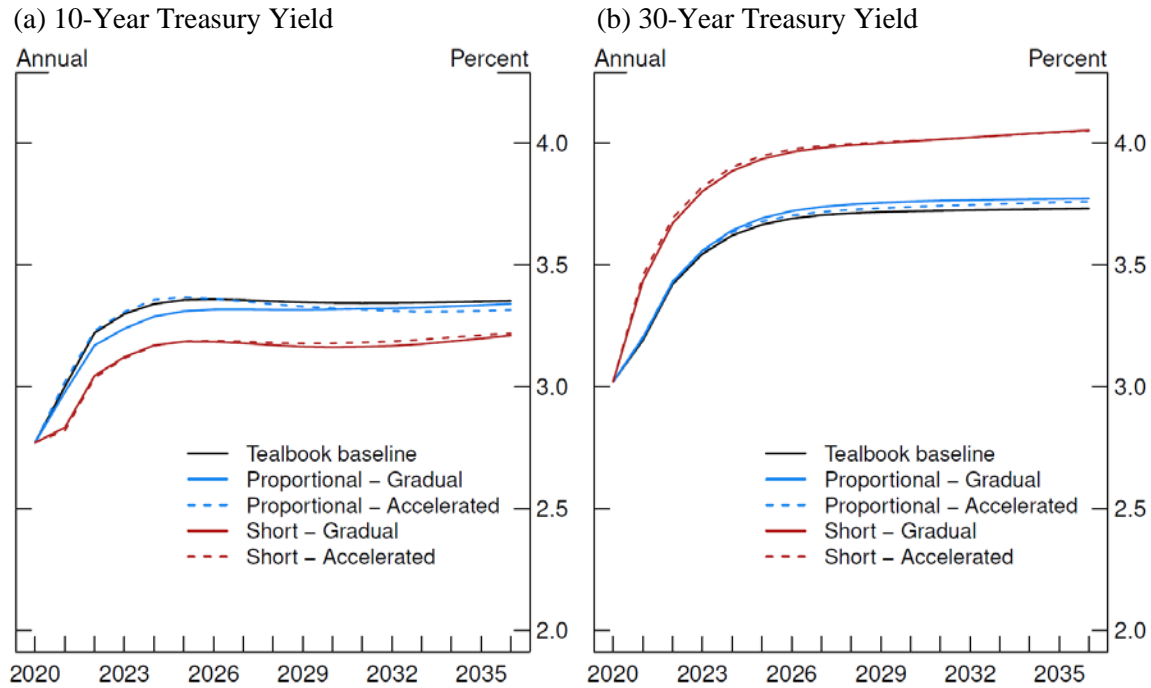 (a) 10-Year Treasury Yield
Annual Percent
4.0
3.5
3.0
2.5
2.0
Tealbook baseline
Proportional – Gradual
Proportional – Accelerated
Short – Gradual
Short – Accelerated
2020 2023 2026 2029 2032 2035
(b) 30-Year Treasury Yield
Annual Percent
4.0
3.5
3.0
2.5
2.0
Tealbook baseline
Proportional – Gradual
Proportional – Accelerated
Short – Gradual
Short – Accelerated
2020 2023 2026 2029 2032 2035